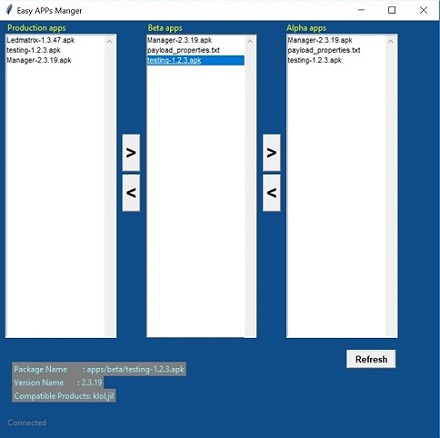 Easy APPs Manger
Production apps
Ledmatrix-1.3.47.apk
testing-1.2.3.apk
Manager-2.3.19.apk
Beta apps
Manager-2.3.19.apk
payload_properties.txt
testing-1.2.3.apk
Alpha apps
Manager-2.3.19.apk
payload_properties.txt
testing-1.2.3.apk
>
<
>
<
Refresh
Package Name : apps/beta/testing-1.2.3.apk
Version Name : 2.3.19
Compatible Products: klol,jil
Connected